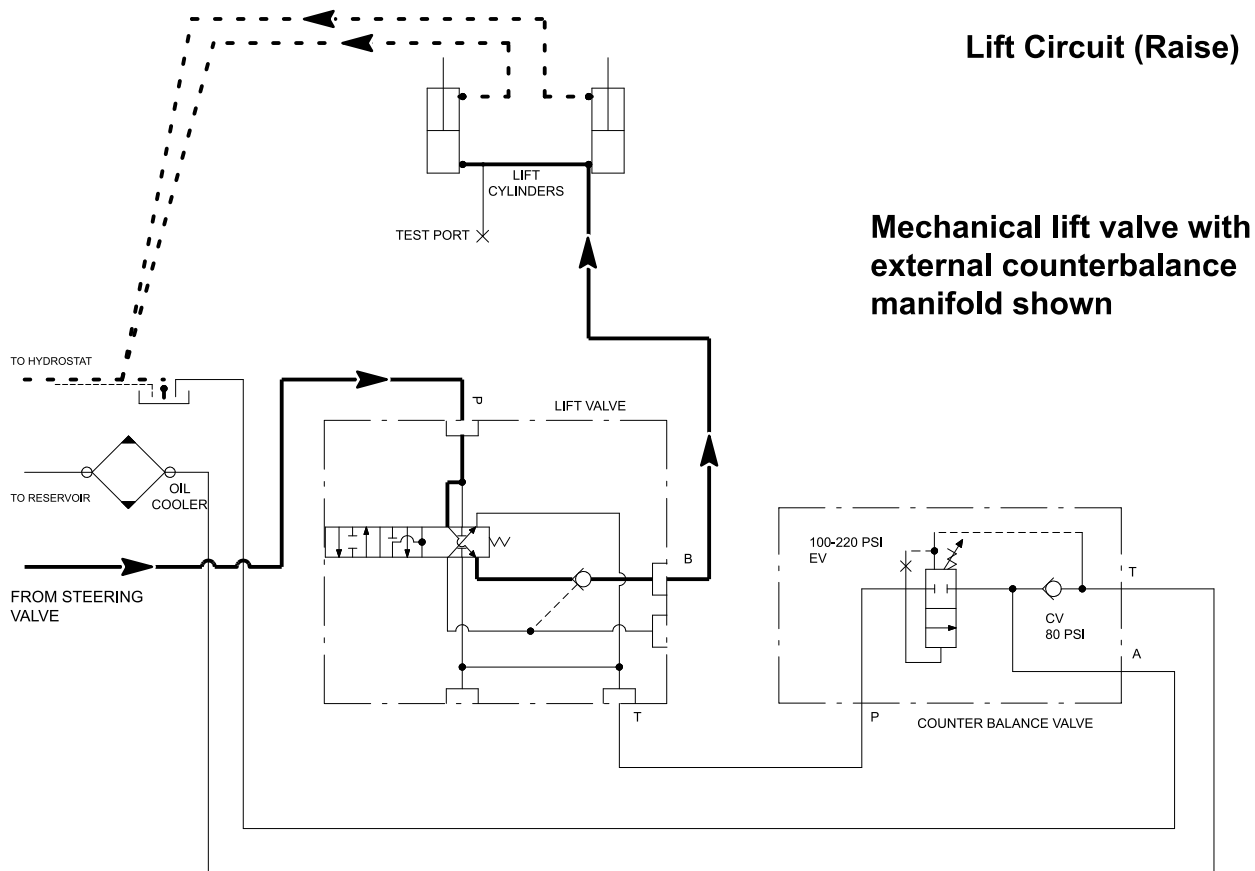 Lift Circuit (Raise)
LIFT
CYLINDERS
TEST PORT
Mechanical lift valve with
external counterbalance
manifold shown
TO HYDROSTAT
P
LIFT VALVE
TO RESERVOIR
OIL
COOLER
100-220 PSI
EV
B
T
FROM STEERING
VALVE
CV
80 PSI
A
T
P
COUNTER BALANCE VALVE